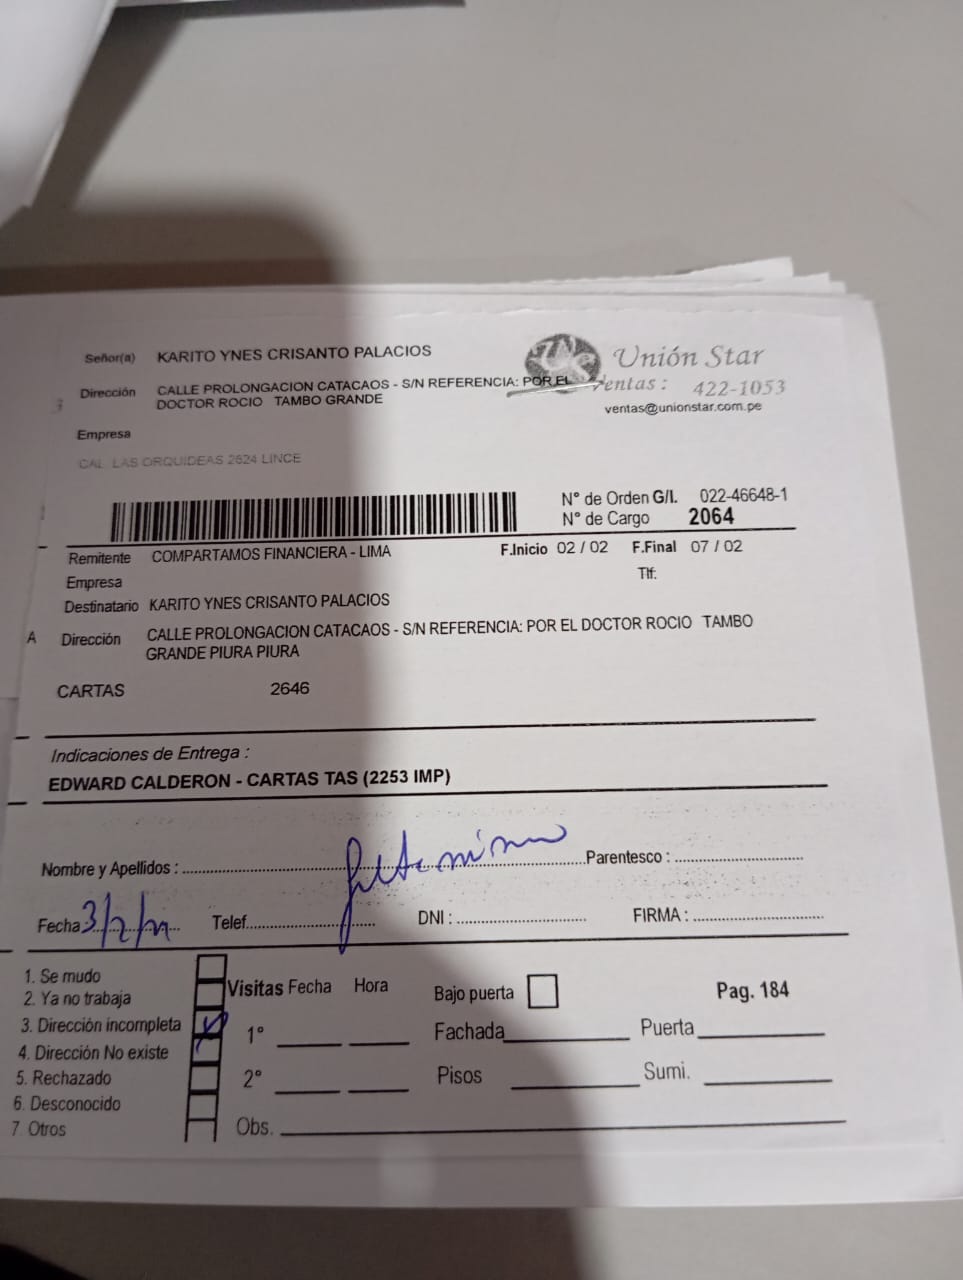 Señor(a) KARITO YNES CRISANTO PALACIOS
Unión Star
Dirección CALLE PROLONGACION CATACAOS - S/N REFERENCIA: POR EL
DOCTOR ROCIO TAMBO GRANDE
Ventas: 422-1053
ventas@unionstar.com.pe
Empresa
CAL. LAS ORQUIDEAS 2624 LINCE
N° de Orden G/I. 022-46648-1
N° de Cargo 2064
Remitente COMPARTAMOS FINANCIERA - LIMA F.Inicio 02 / 02 F.Final 07 / 02
Empresa Tlf:
Destinatario KARITO YNES CRISANTO PALACIOS
A Dirección CALLE PROLONGACION CATACAOS - S/N REFERENCIA: POR EL DOCTOR ROCIO TAMBO
GRANDE PIURA PIURA
CARTAS 2646
Indicaciones de Entrega :
EDWARD CALDERON - CARTAS TAS (2253 IMP)
Nombre y Apellidos : Parentesco :
Fecha Telef. DNI : FIRMA :
1. Se mudo
2. Ya no trabaja
3. Dirección incompleta
4. Dirección No existe
5. Rechazado
6. Desconocido
7. Otros
Visitas Fecha Hora
1°
2°
Obs.
Bajo puerta Pag. 184
Fachada Puerta
Pisos Sumi.